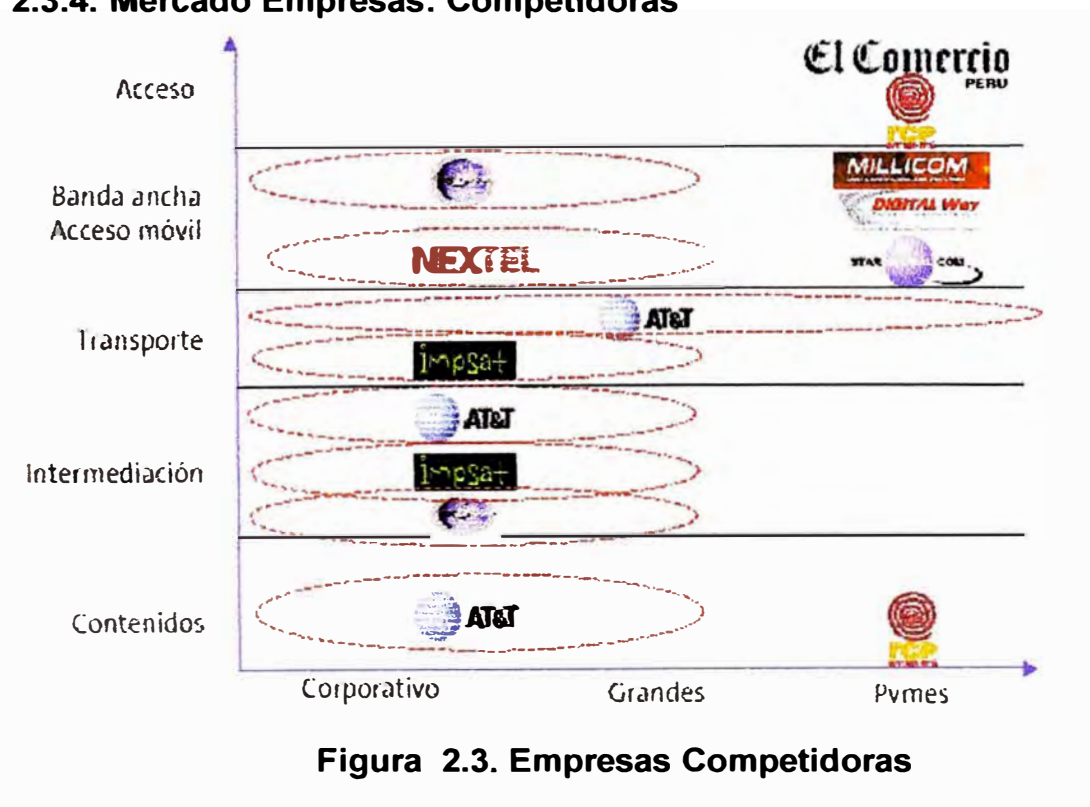 2.3.4. Mercado Empresas: Competidoras
Acceso
El Comercio
PERU
rcp
Banda ancha
Acceso móvil
MILLICOM
DIGITAL Way
NEXTEL
STAR COM
Transporte
AT&T
impsat
Intermediación
AT&T
impsat
Contenidos
AT&T
rcp
Corporativo Grandes Pymes
Figura 2.3. Empresas Competidoras